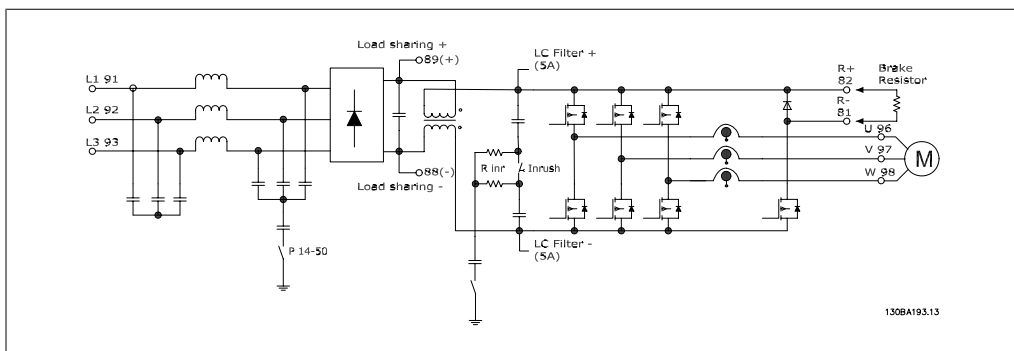 Load sharing +
89(+)
LC Filter +
(5A)
L1 91
L2 92
L3 93
R+
82
Brake
Resistor
R-
81
U 96
V 97
W 98
M
R inr
Inrush
88(-)
Load sharing -
LC Filter -
(5A)
P 14-50
130BA193.13